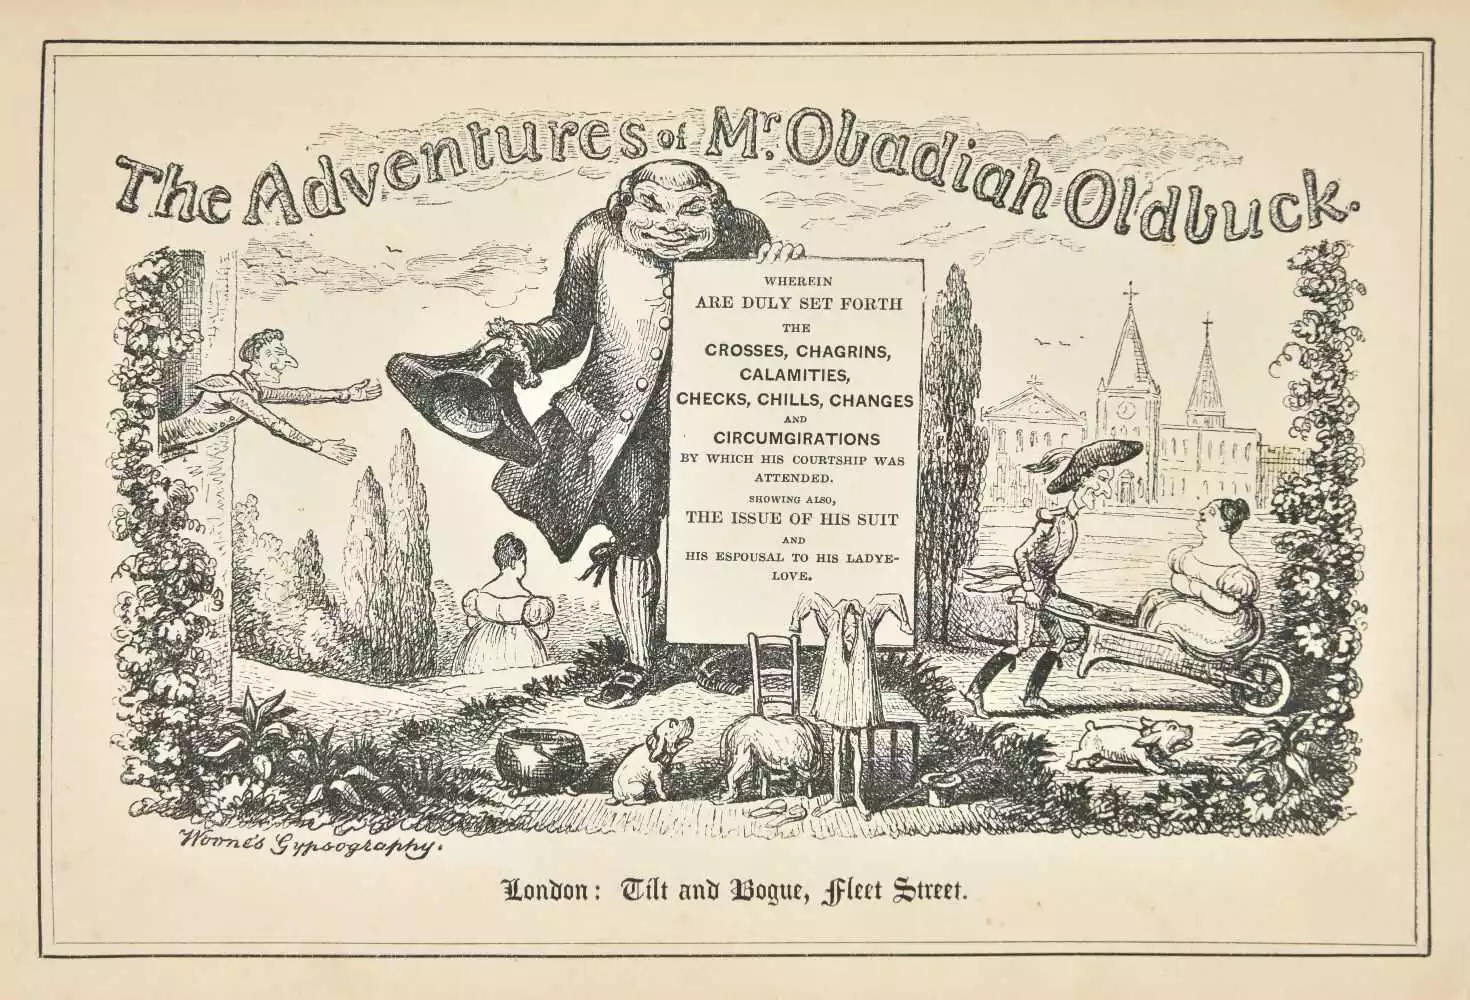 The Adventures of Mr. Obadiah Oldbuck.
WHEREIN
ARE DULY SET FORTH
THE
CROSSES, CHAGRINS,
CALAMITIES,
CHECKS, CHILLS, CHANGES
AND
CIRCUMGIRATIONS
BY WHICH HIS COURTSHIP WAS
ATTENDED.
SHOWING ALSO,
THE ISSUE OF HIS SUIT
AND
HIS ESPOUSAL TO HIS LADYE-
LOVE.
Woone's Gypsography.
London: Tilt and Bogue, Fleet Street.